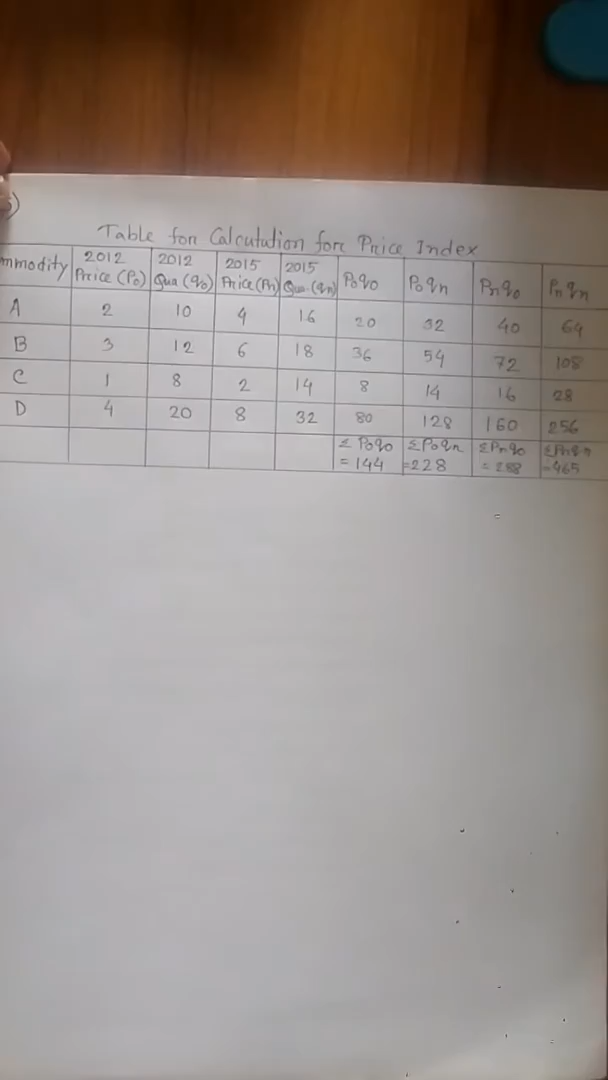 Table for Calculation fore Price Index
mmodity 2012 Price (P₀) 2012 Qua (q₀) 2015 Price (Pn) 2015 Qua (qn) P₀q₀ P₀qn Pnq₀ Pnqn
A 2 10 4 16 20 32 40 64
B 3 12 6 18 36 54 72 108
C 1 8 2 14 8 14 16 28
D 4 20 8 32 80 128 160 256
Σ P₀q₀ = 144 Σ P₀qn =228 Σ Pnq₀ = 288 Σ Pnqn =465